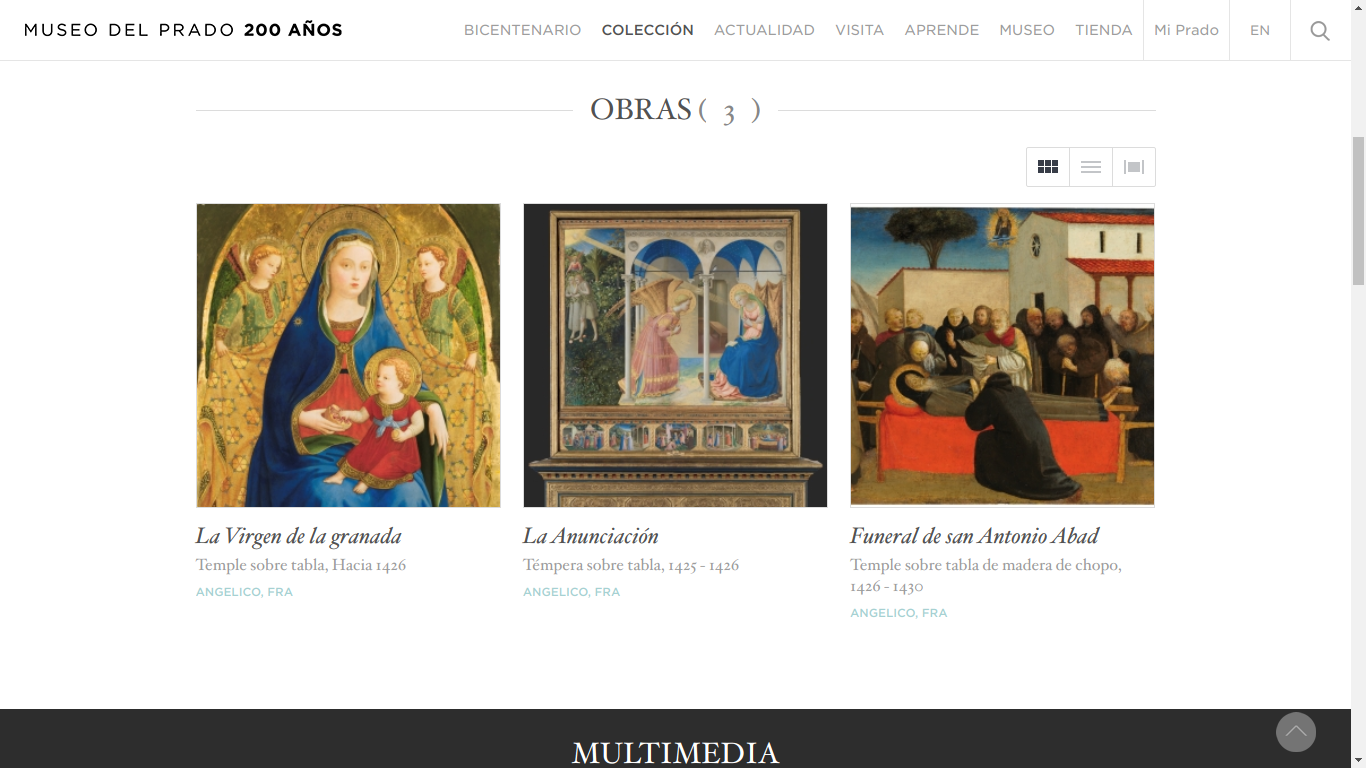 MUSEO DEL PRADO 200 AÑOS
BICENTENARIO COLECCIÓN ACTUALIDAD VISITA APRENDE MUSEO TIENDA Mi Prado EN
OBRAS ( 3 )
La Virgen de la granada
Temple sobre tabla, Hacia 1426
ANGELICO, FRA
La Anunciación
Témpera sobre tabla, 1425 - 1426
ANGELICO, FRA
Funeral de san Antonio Abad
Temple sobre tabla de madera de chopo,
1426 - 1430
ANGELICO, FRA
MULTIMEDIA